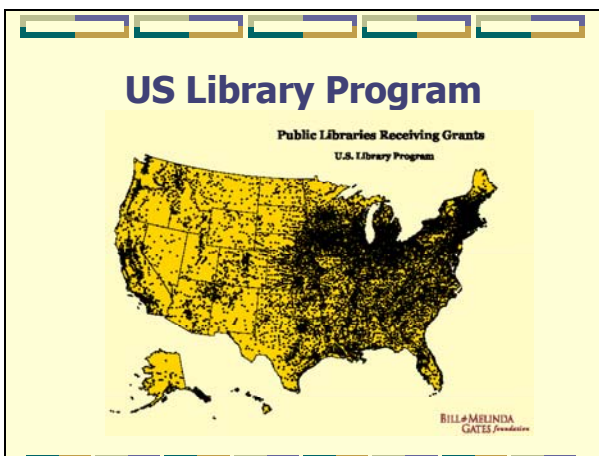 US Library Program
Public Libraries Receiving Grants
U.S. Library Program
BILL & MELINDA
GATES foundation